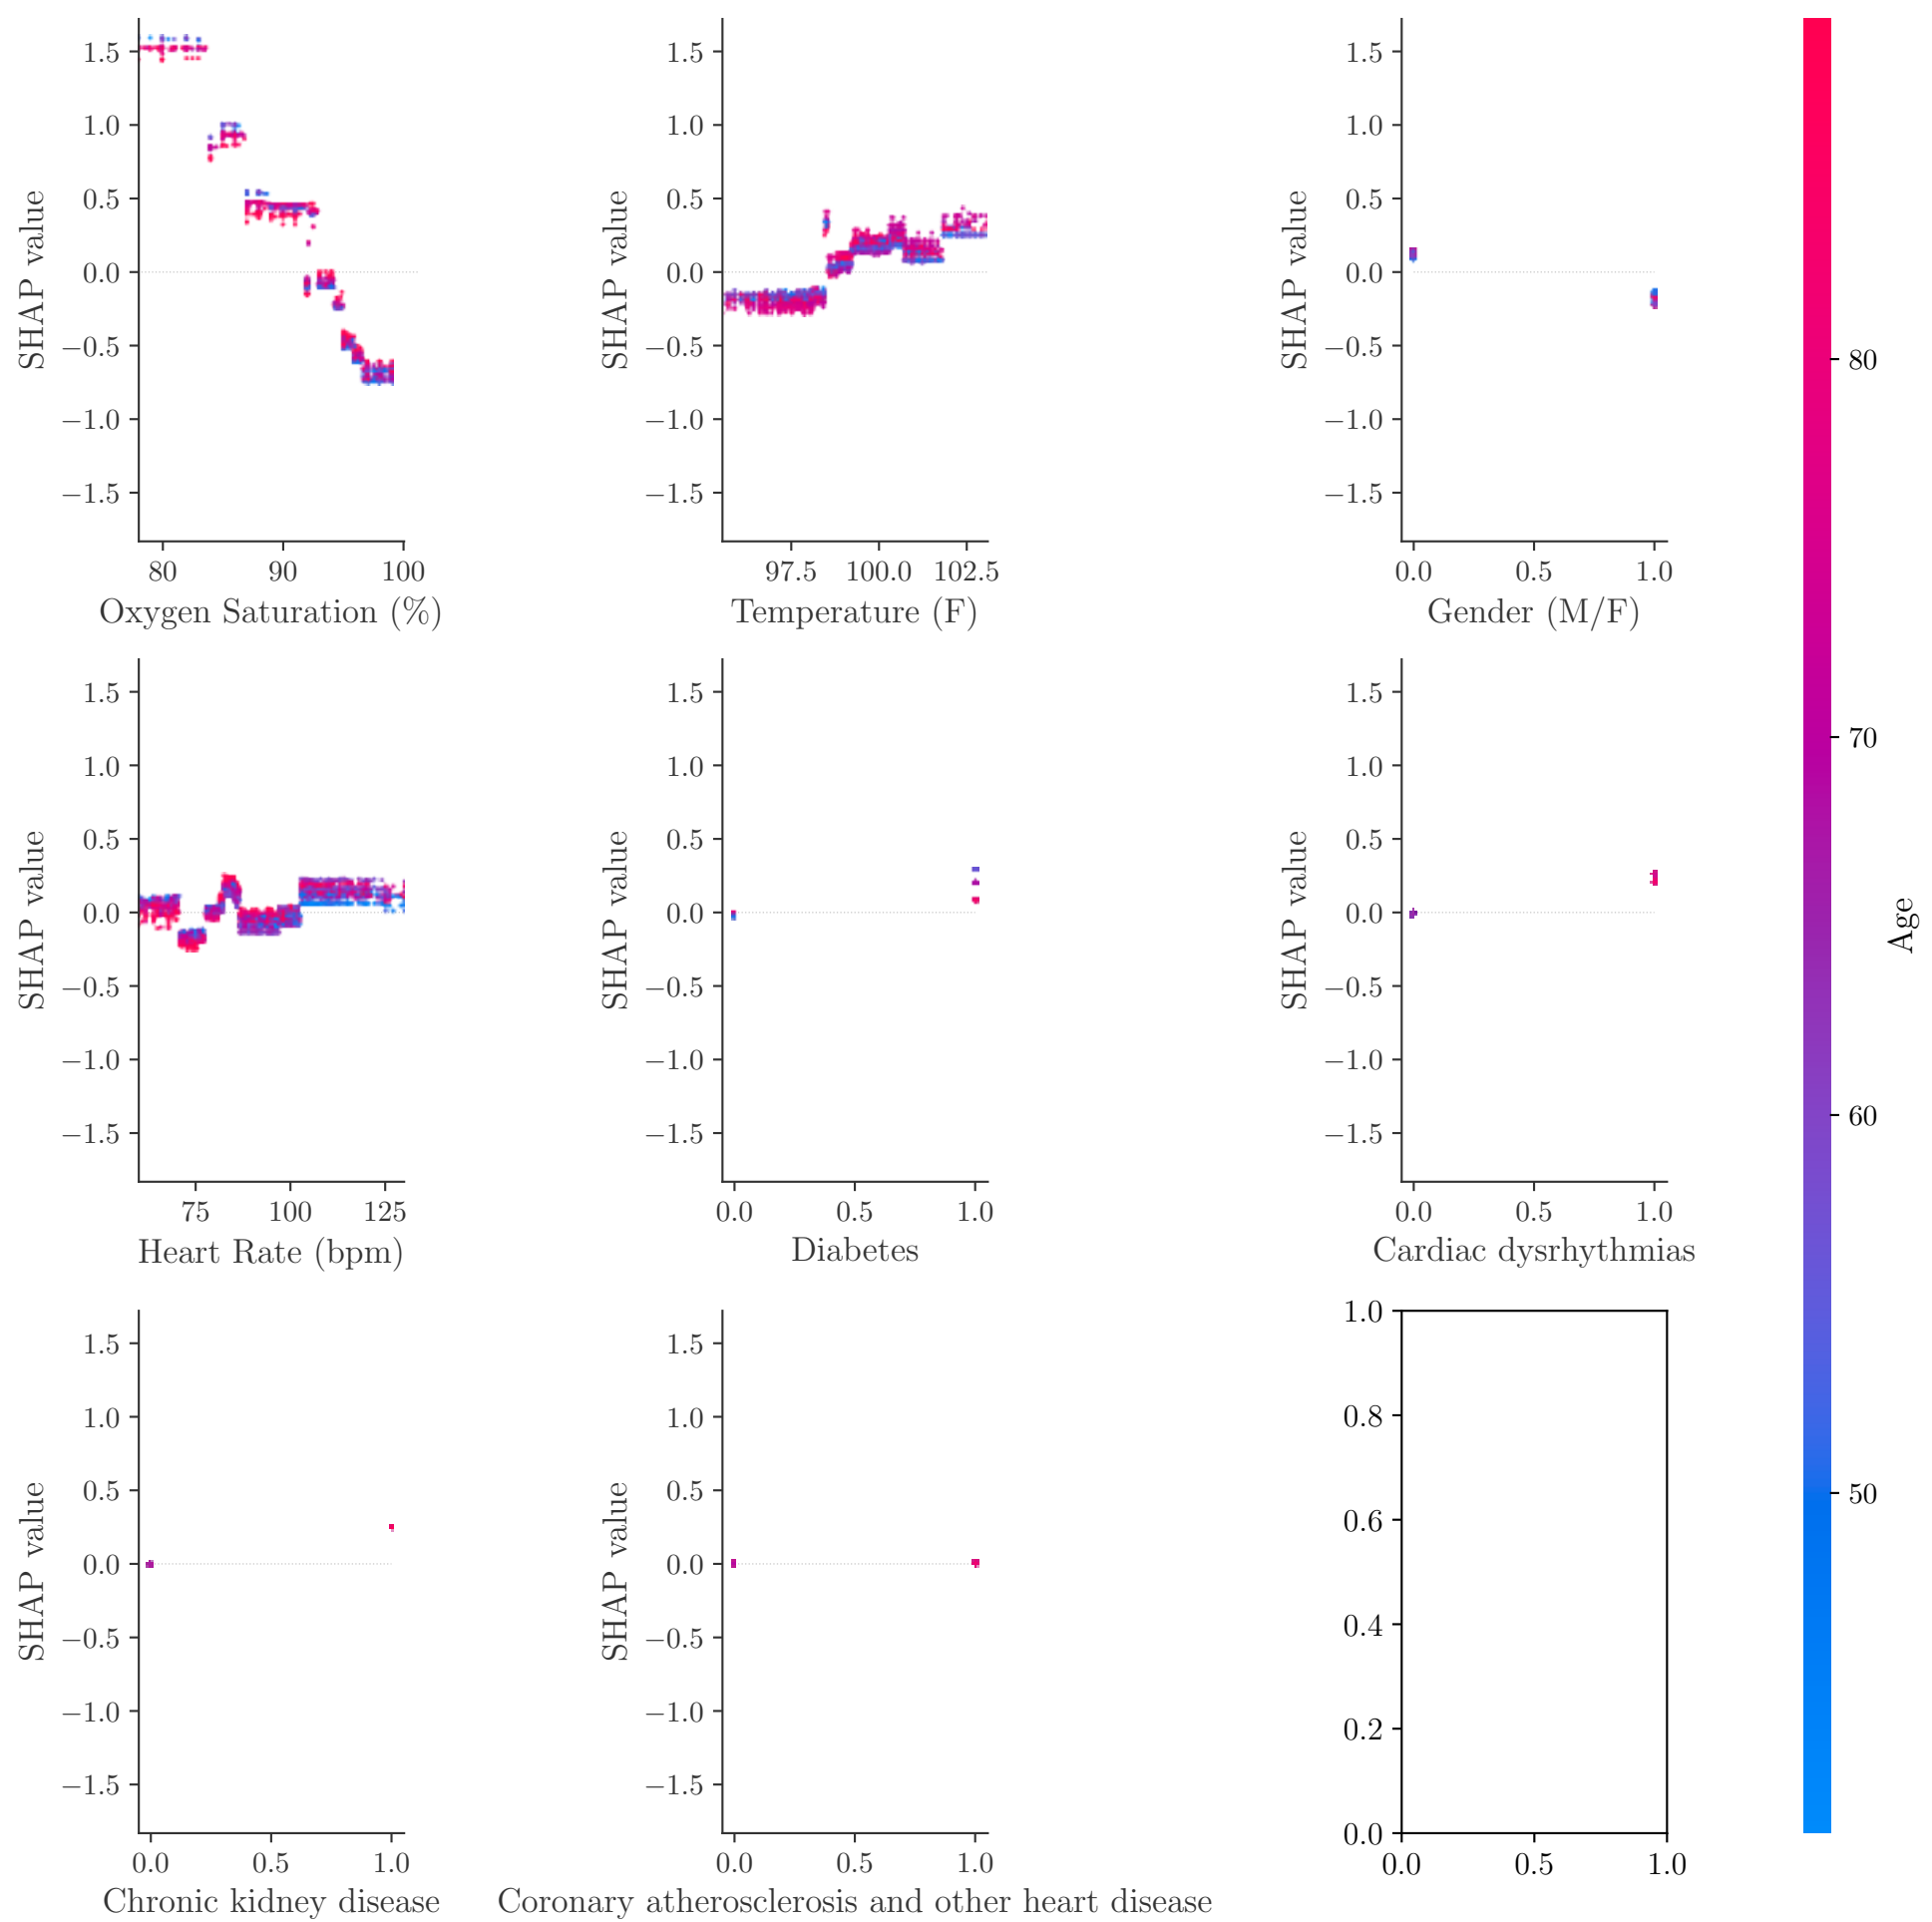 1.5
1.0
0.5
0.0
−0.5
−1.0
−1.5
SHAP value
80 90 100
Oxygen Saturation (%)
1.5
1.0
0.5
0.0
−0.5
−1.0
−1.5
SHAP value
97.5 100.0 102.5
Temperature (F)
1.5
1.0
0.5
0.0
−0.5
−1.0
−1.5
SHAP value
0.0 0.5 1.0
Gender (M/F)
1.5
1.0
0.5
0.0
−0.5
−1.0
−1.5
SHAP value
75 100 125
Heart Rate (bpm)
1.5
1.0
0.5
0.0
−0.5
−1.0
−1.5
SHAP value
0.0 0.5 1.0
Diabetes
1.5
1.0
0.5
0.0
−0.5
−1.0
−1.5
SHAP value
0.0 0.5 1.0
Cardiac dysrhythmias
1.5
1.0
0.5
0.0
−0.5
−1.0
−1.5
SHAP value
0.0 0.5 1.0
Chronic kidney disease
1.5
1.0
0.5
0.0
−0.5
−1.0
−1.5
SHAP value
0.0 0.5 1.0
Coronary atherosclerosis and other heart disease
1.0
0.8
0.6
0.4
0.2
0.0
0.0 0.5 1.0
80
70
60
50
Age